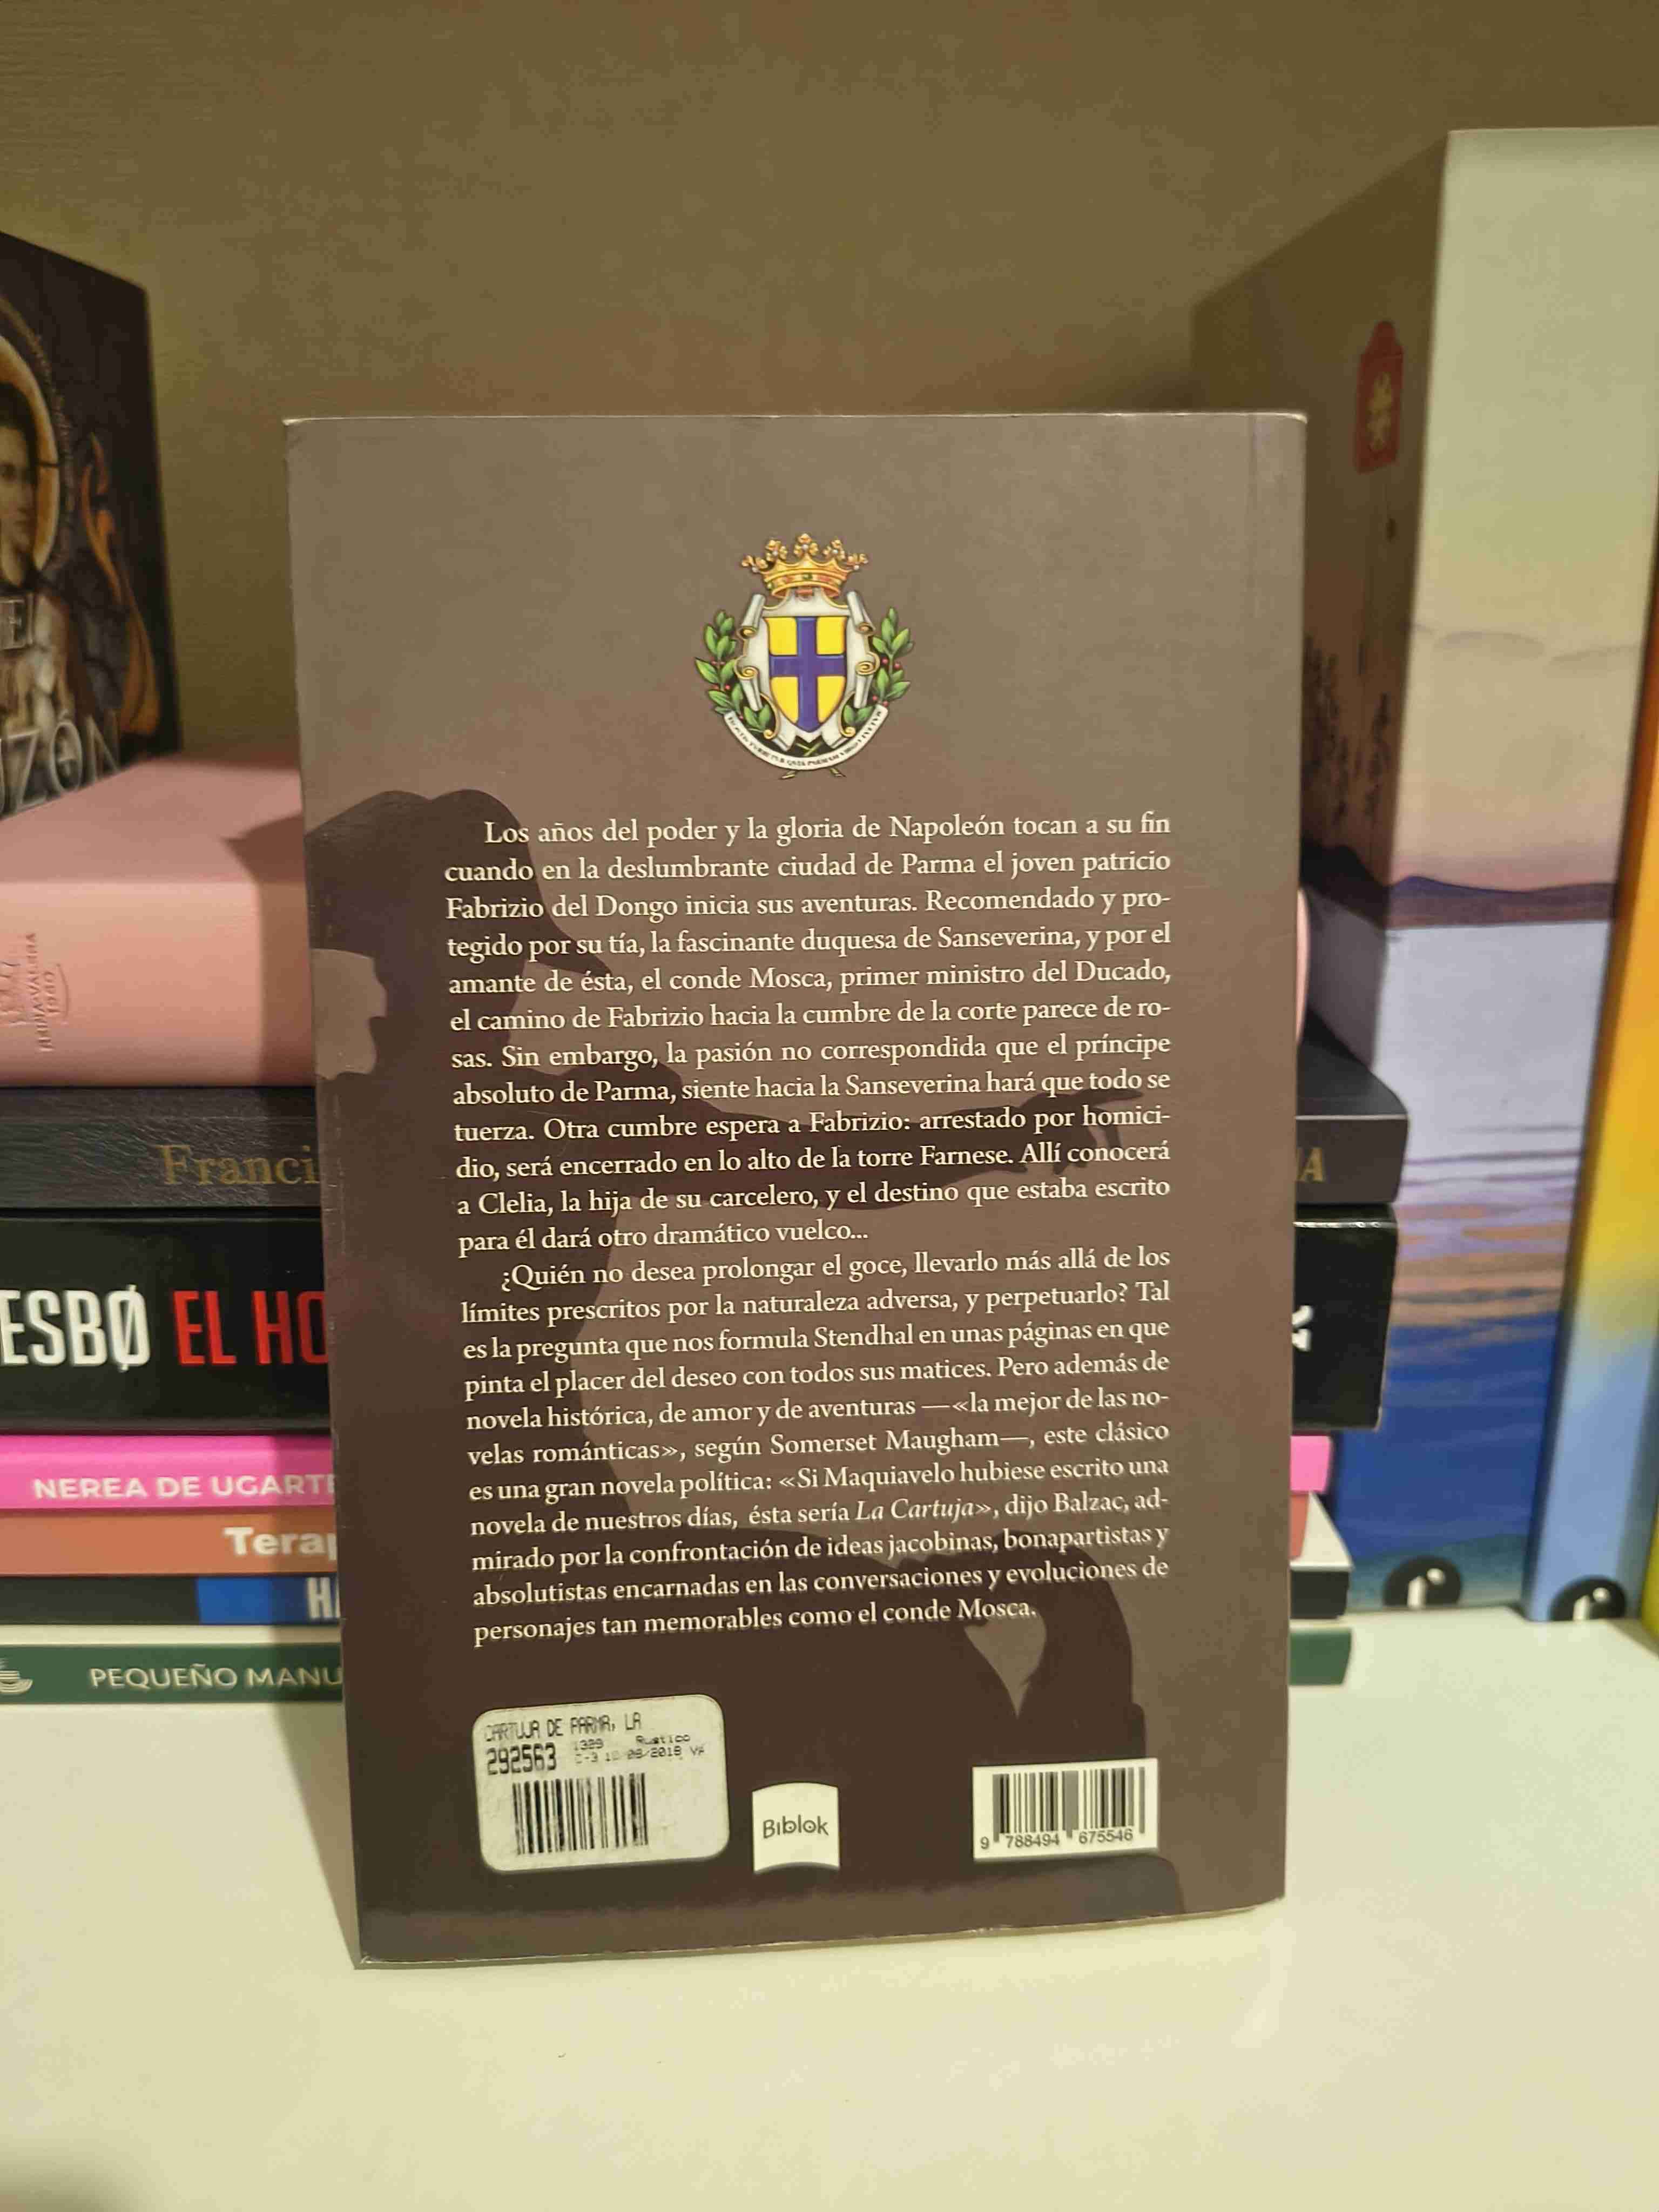 Los años del poder y la gloria de Napoleón tocan a su fin
cuando en la deslumbrante ciudad de Parma el joven patricio
Fabrizio del Dongo inicia sus aventuras. Recomendado y pro-
tegido por su tía, la fascinante duquesa de Sanseverina, y por el
amante de ésta, el conde Mosca, primer ministro del Ducado,
el camino de Fabrizio hacia la cumbre de la corte parece de ro-
sas. Sin embargo, la pasión no correspondida que el príncipe
absoluto de Parma, siente hacia la Sanseverina hará que todo se
tuerza. Otra cumbre espera a Fabrizio: arrestado por homici-
dio, será encerrado en lo alto de la torre Farnese. Allí conocerá
a Clelia, la hija de su carcelero, y el destino que estaba escrito
para él dará otro dramático vuelco...
¿Quién no desea prolongar el goce, llevarlo más allá de los
límites prescritos por la naturaleza adversa, y perpetuarlo? Tal
es la pregunta que nos formula Stendhal en unas páginas en que
pinta el placer del deseo con todos sus matices. Pero además de
novela histórica, de amor y de aventuras —«la mejor de las no-
velas románticas», según Somerset Maugham—, este clásico
es una gran novela política: «Si Maquiavelo hubiese escrito una
novela de nuestros días, ésta sería La Cartuja», dijo Balzac, ad-
mirado por la confrontación de ideas jacobinas, bonapartistas y
absolutistas encarnadas en las conversaciones y evoluciones de
personajes tan memorables como el conde Mosca.
CARTUJA DE PARMA, LA
292563 1329 Rustico
Biblok
9 788494 675546
Franci
ESBØ EL HO
NEREA DE UGARTE
Terap
PEQUEÑO MANU